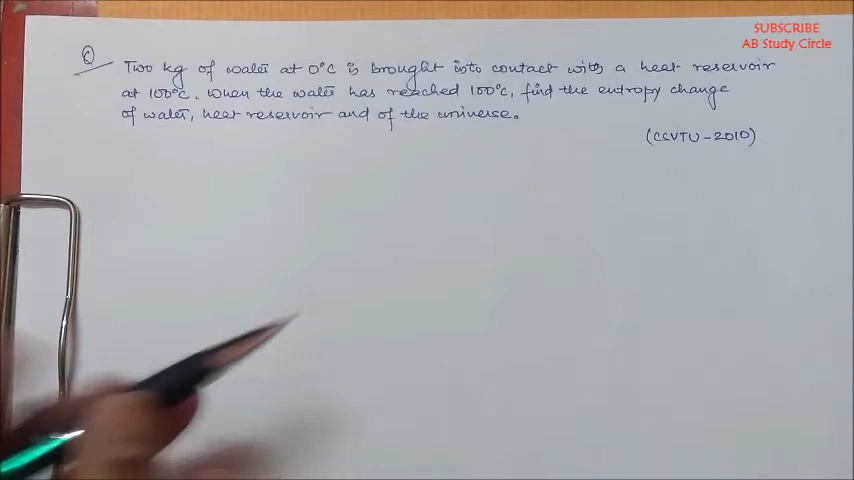 SUBSCRIBE
AB Study Circle
Q
Two kg of water at 0°C is brought into contact with a heat reservoir
at 100°C. When the water has reached 100°C, find the entropy change
of water, heat reservoir and of the universe.
(CSVTU-2010)